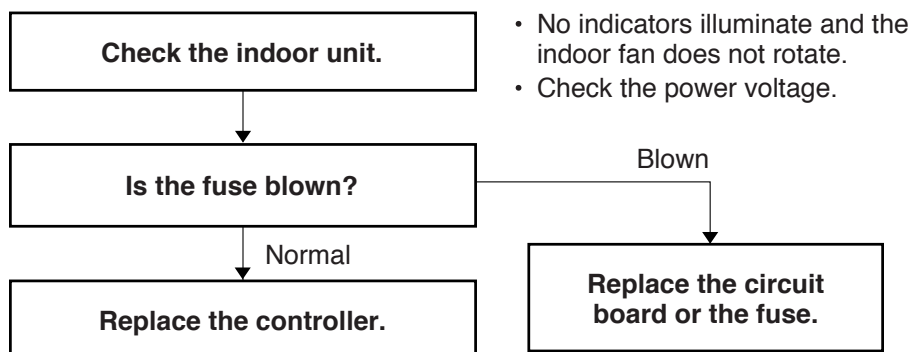 Check the indoor unit.
• No indicators illuminate and the
indoor fan does not rotate.
• Check the power voltage.
Is the fuse blown?
Blown
Normal
Replace the circuit
board or the fuse.
Replace the controller.